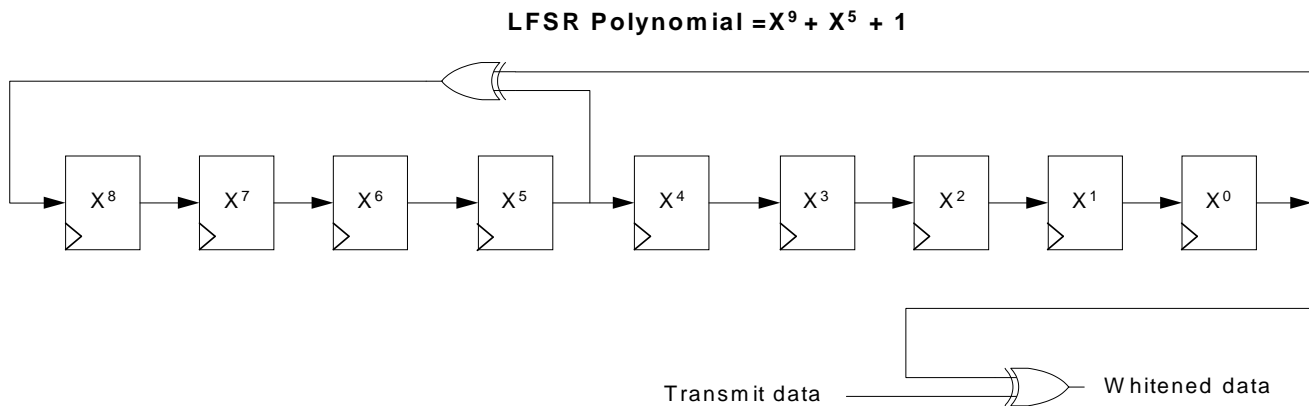 LFSR Polynomial =X⁹ + X⁵ + 1
X⁸ X⁷ X⁶ X⁵ X⁴ X³ X² X¹ X⁰
Transmit data
Whitened data